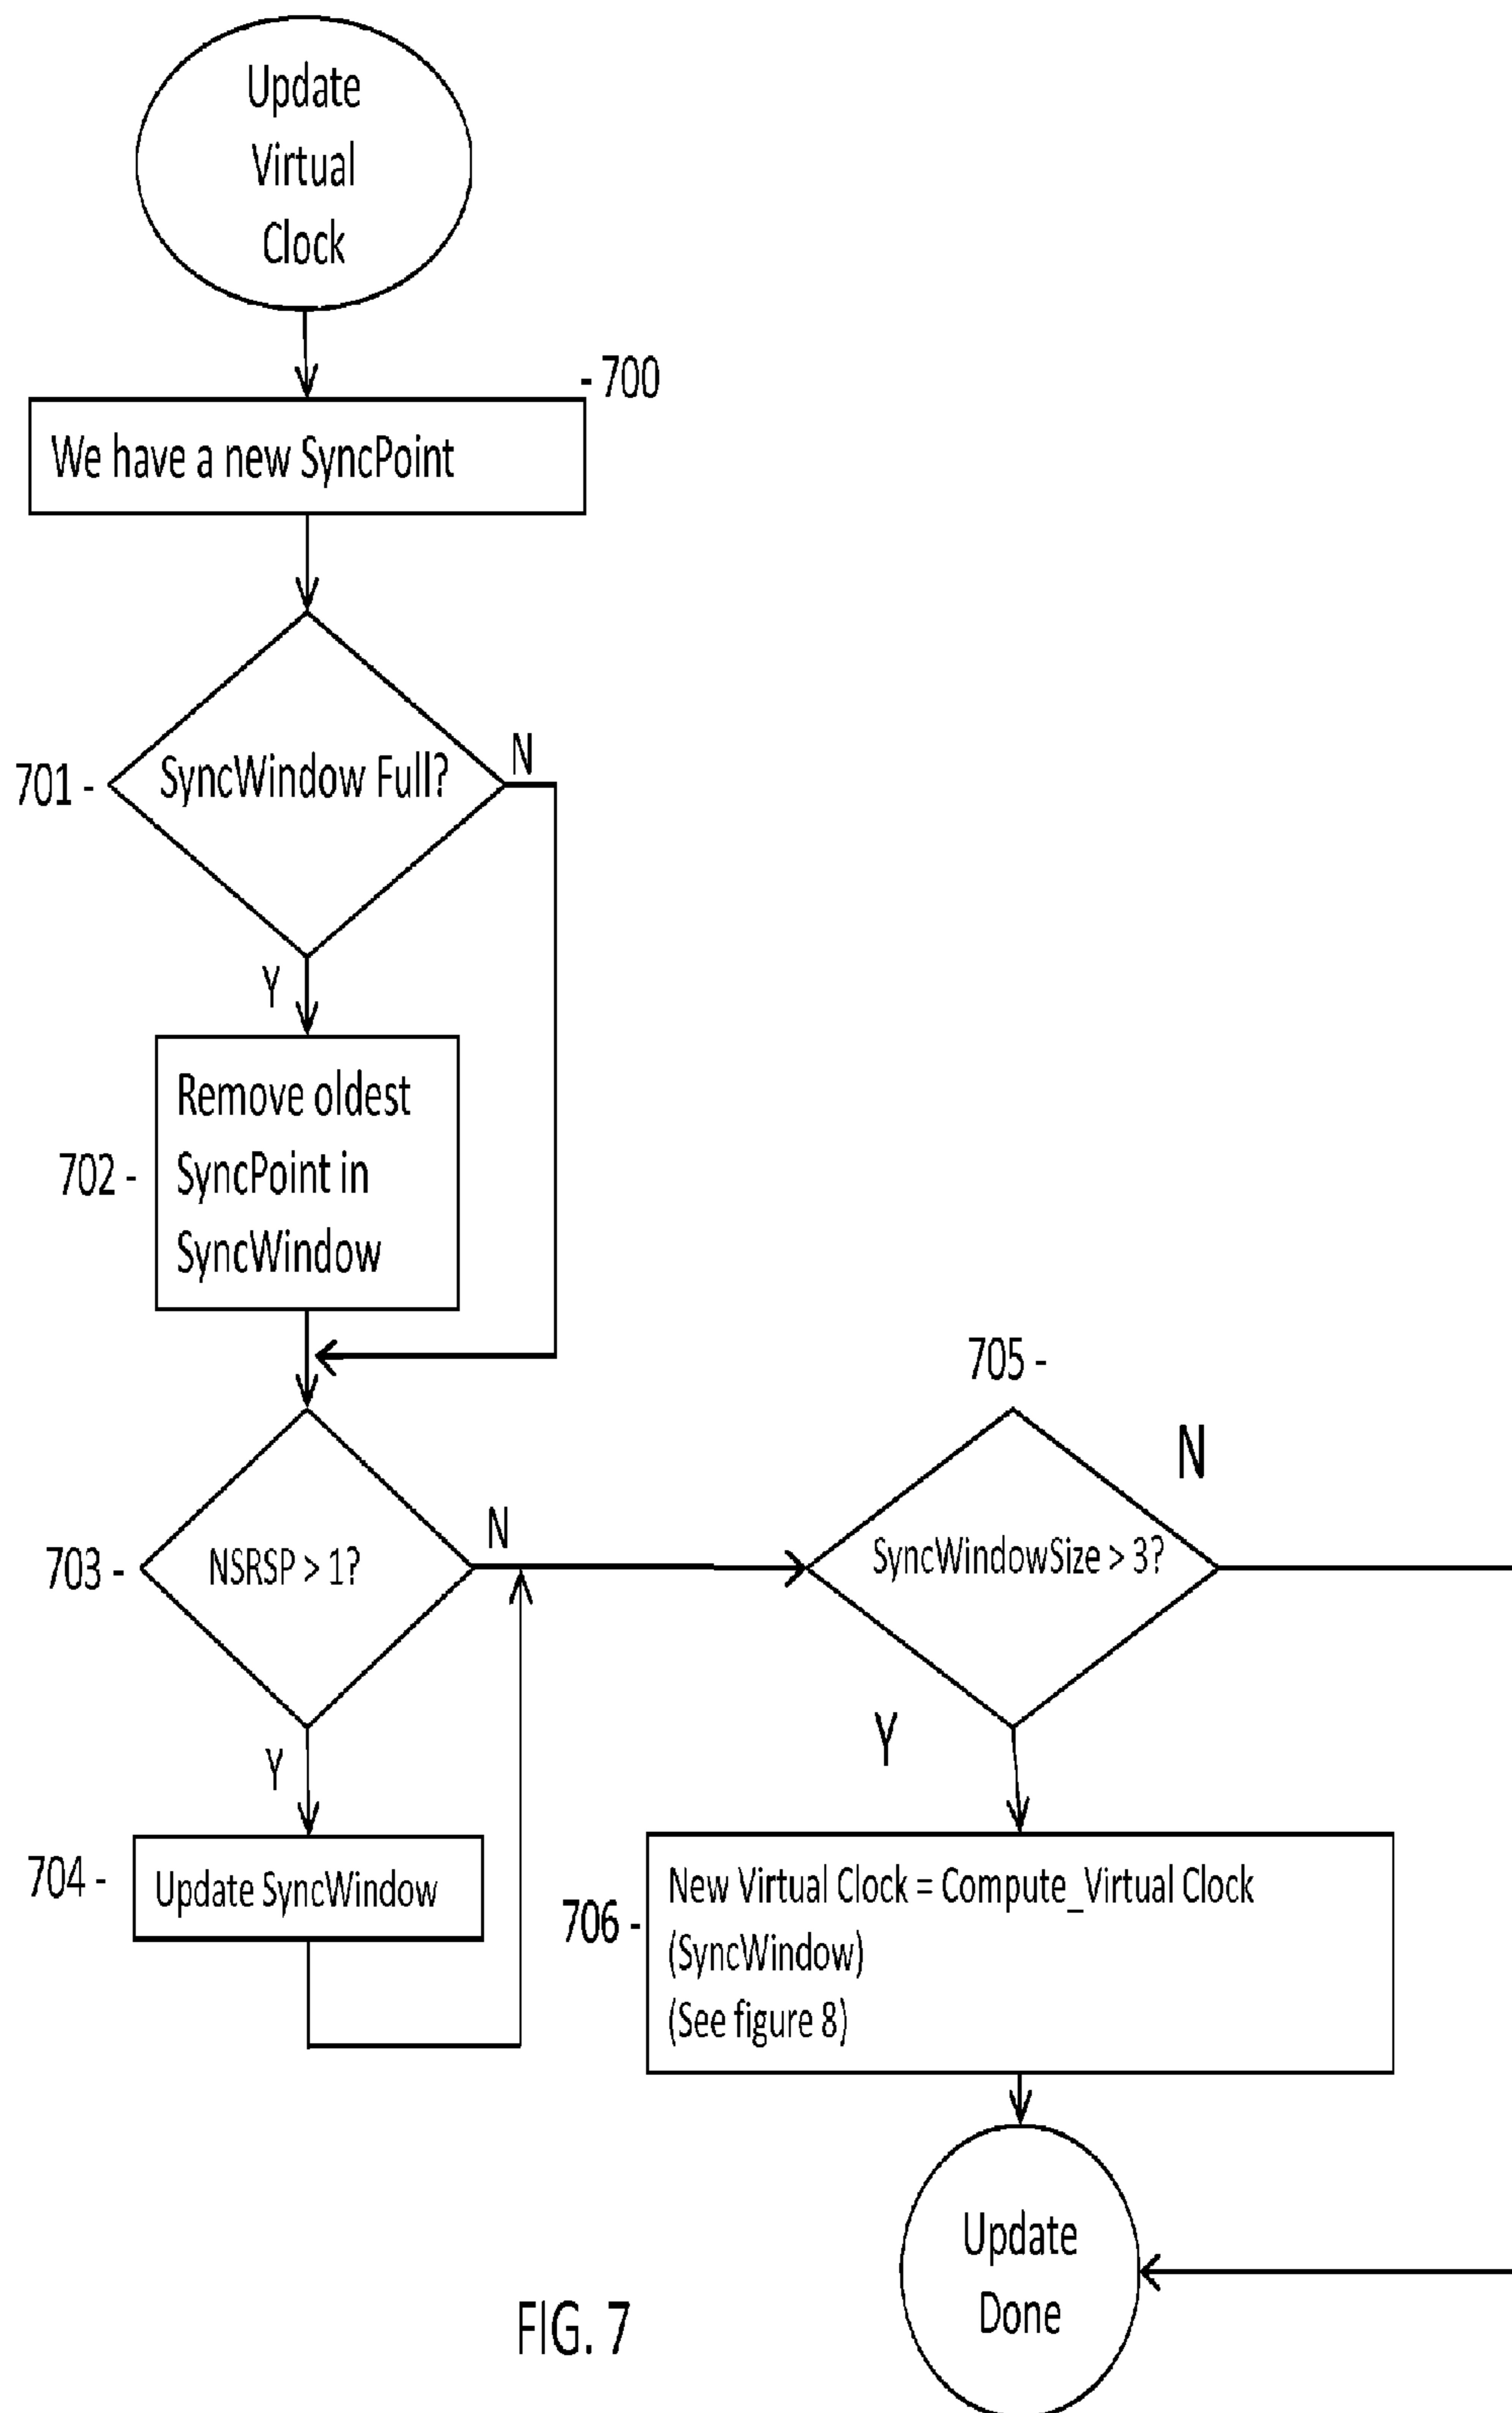 Update
Virtual
Clock
- 700
We have a new SyncPoint
701 -
SyncWindow Full?
N
Y
702 -
Remove oldest
SyncPoint in
SyncWindow
703 -
NSRSP > 1?
N
Y
704 -
Update SyncWindow
705 -
SyncWindowSize > 3?
N
Y
706 -
New Virtual Clock = Compute_Virtual Clock
(SyncWindow)
(See figure 8)
Update
Done
FIG. 7